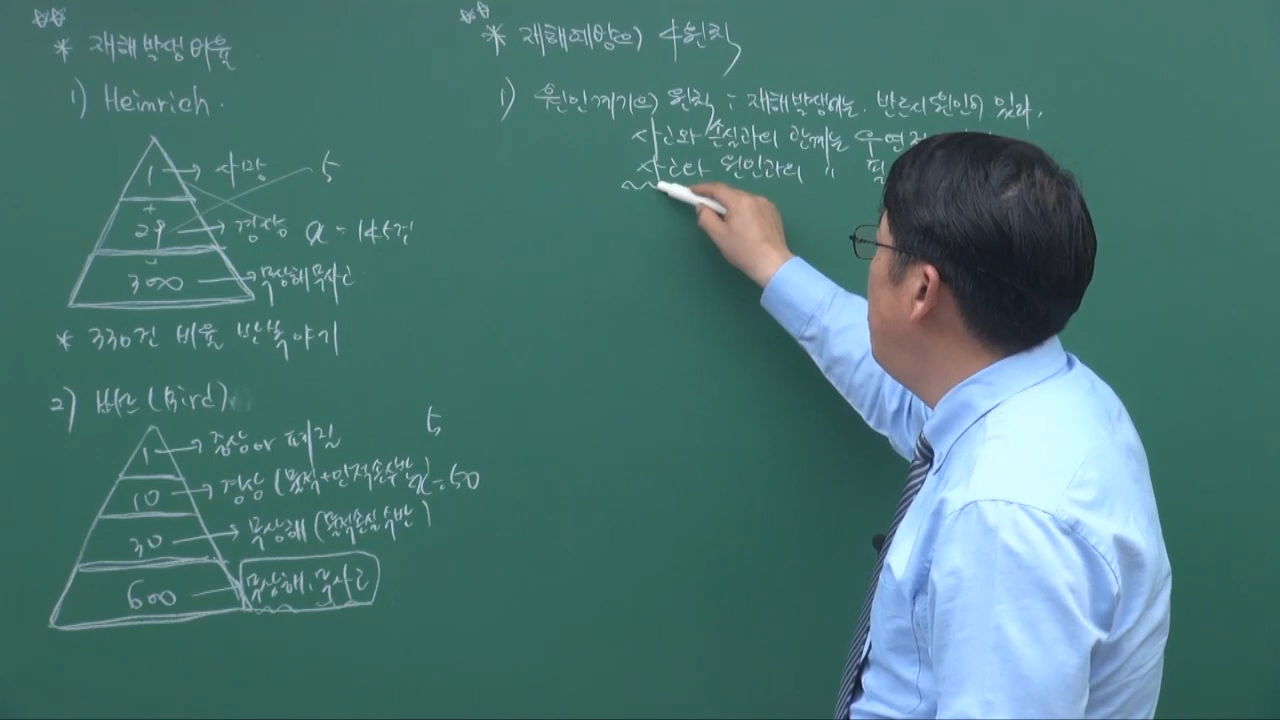 * 재해발생비율
1) Heinrich.
1 → 사망 5
29 → 경상 x = 145건
300 → 무상해무사고
* 330건 비율 반복야기
2) 버드(Bird)
5
1 → 중상or폐질
10 → 경상(물적+인적손실수반) x = 50
30 → 무상해(물적손실수반)
600 무상해, 무사고
* 재해예방의 4원칙
1) 원인계기의 원칙 : 재해발생에는 반드시 원인이 있다.
사고와 손실과의 관계는 우연적
사고와 원인과의 〃 필